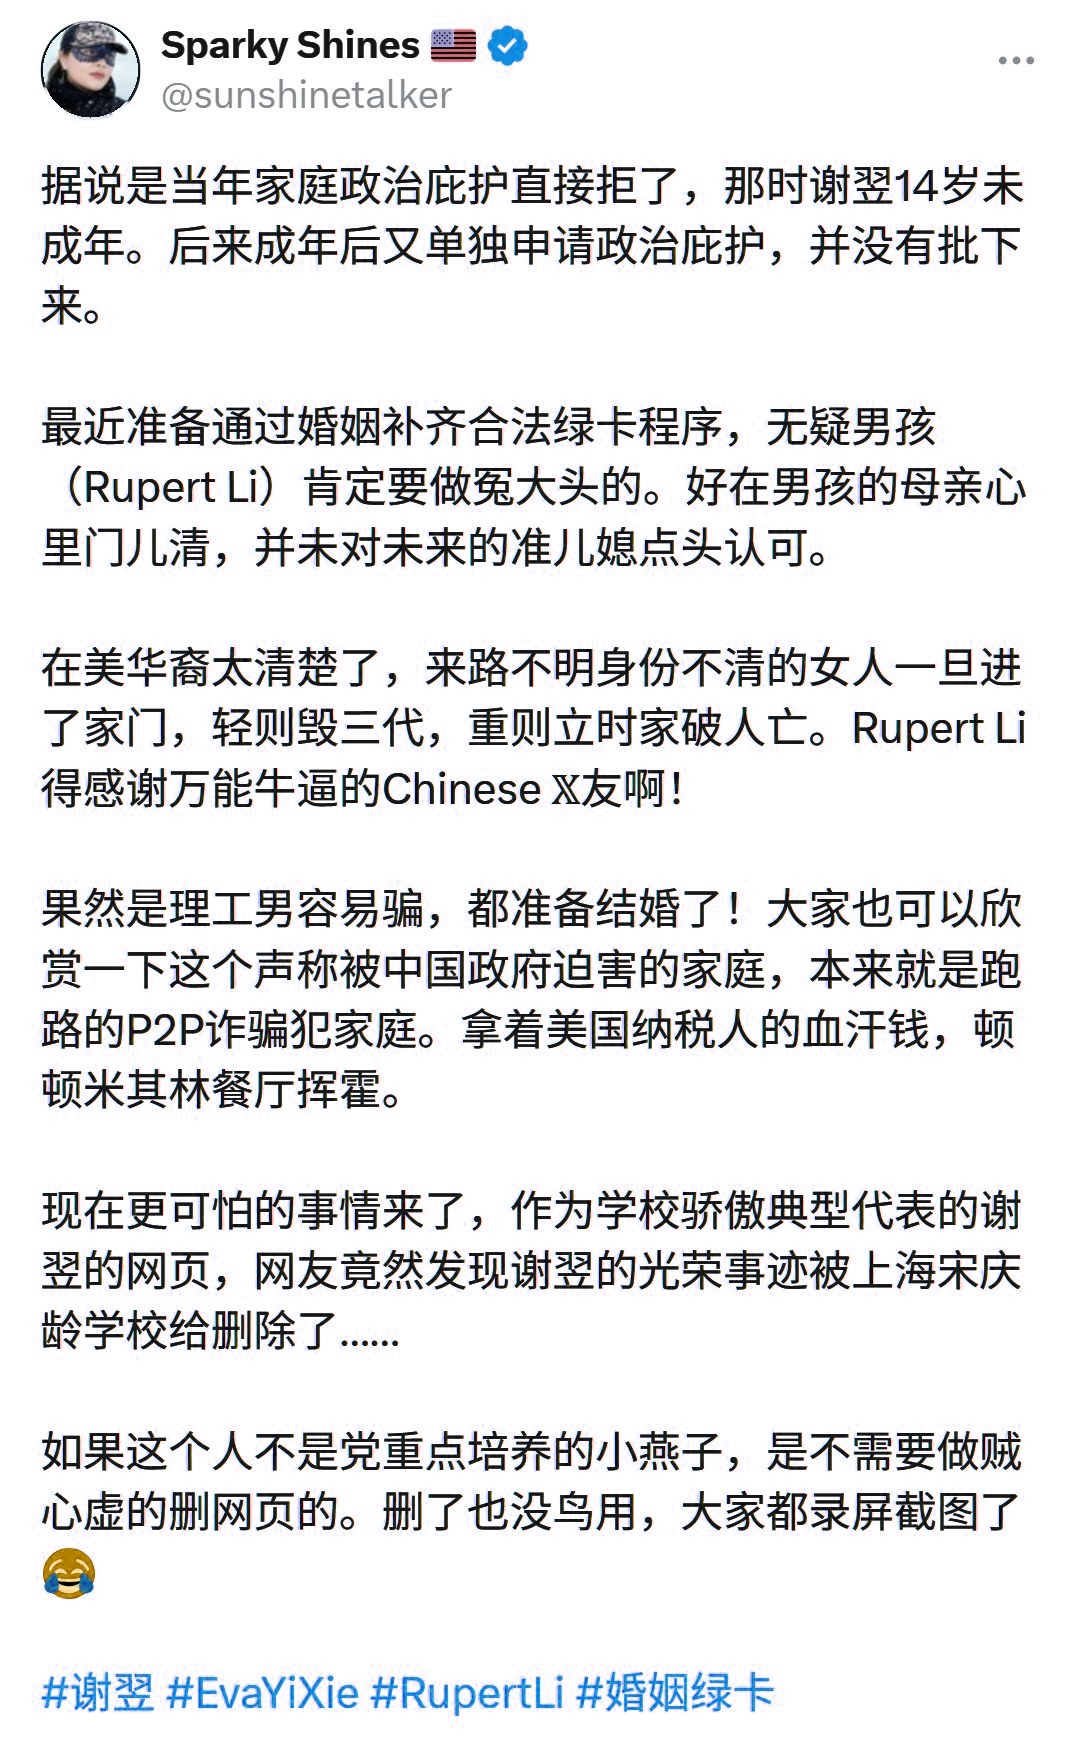 Sparky Shines 🇺🇸
@sunshinetalker
据说是当年家庭政治庇护直接拒了，那时谢翌14岁未
成年。后来成年后又单独申请政治庇护，并没有批下
来。
最近准备通过婚姻补齐合法绿卡程序，无疑男孩
（Rupert Li）肯定要做冤大头的。好在男孩的母亲心
里门儿清，并未对未来的准儿媳点头认可。
在美华裔太清楚了，来路不明身份不清的女人一旦进
了家门，轻则毁三代，重则立时家破人亡。Rupert Li
得感谢万能牛逼的Chinese 𝕏友啊！
果然是理工男容易骗，都准备结婚了！大家也可以欣
赏一下这个声称被中国政府迫害的家庭，本来就是跑
路的P2P诈骗犯家庭。拿着美国纳税人的血汗钱，顿
顿米其林餐厅挥霍。
现在更可怕的事情来了，作为学校骄傲典型代表的谢
翌的网页，网友竟然发现谢翌的光荣事迹被上海宋庆
龄学校给删除了......
如果这个人不是党重点培养的小燕子，是不需要做贼
心虚的删网页的。删了也没鸟用，大家都录屏截图了
😂
#谢翌 #EvaYiXie #RupertLi #婚姻绿卡